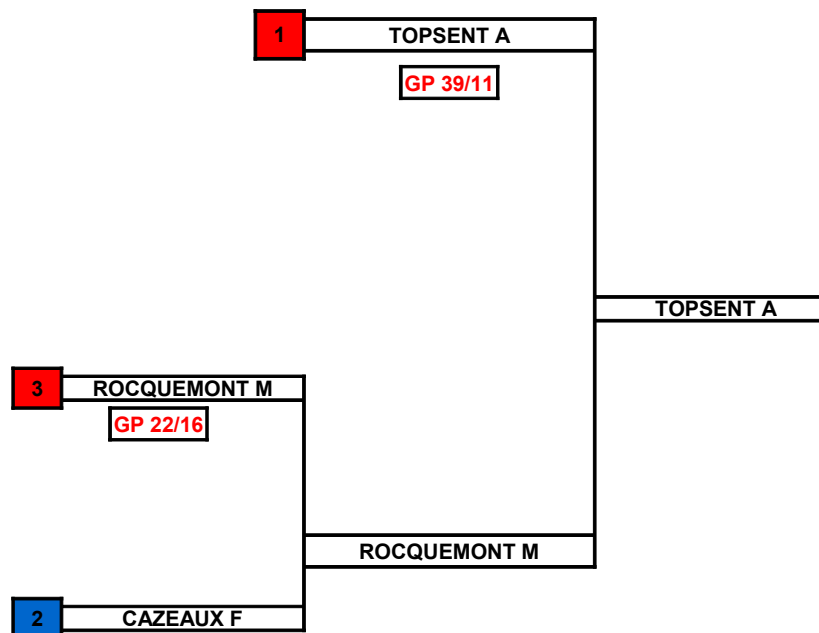 1 TOPSENT A
GP 39/11
TOPSENT A
3 ROCQUEMONT M
GP 22/16
ROCQUEMONT M
2 CAZEAUX F